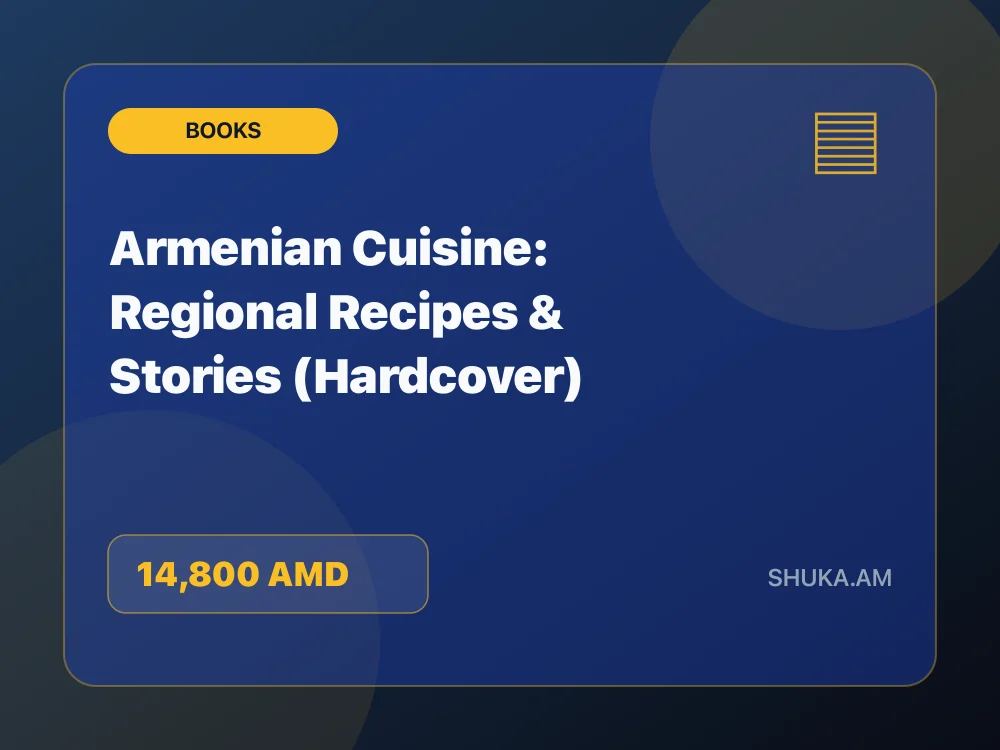 BOOKS
Armenian Cuisine:
Regional Recipes &
Stories (Hardcover)
14,800 AMD
SHUKA.AM